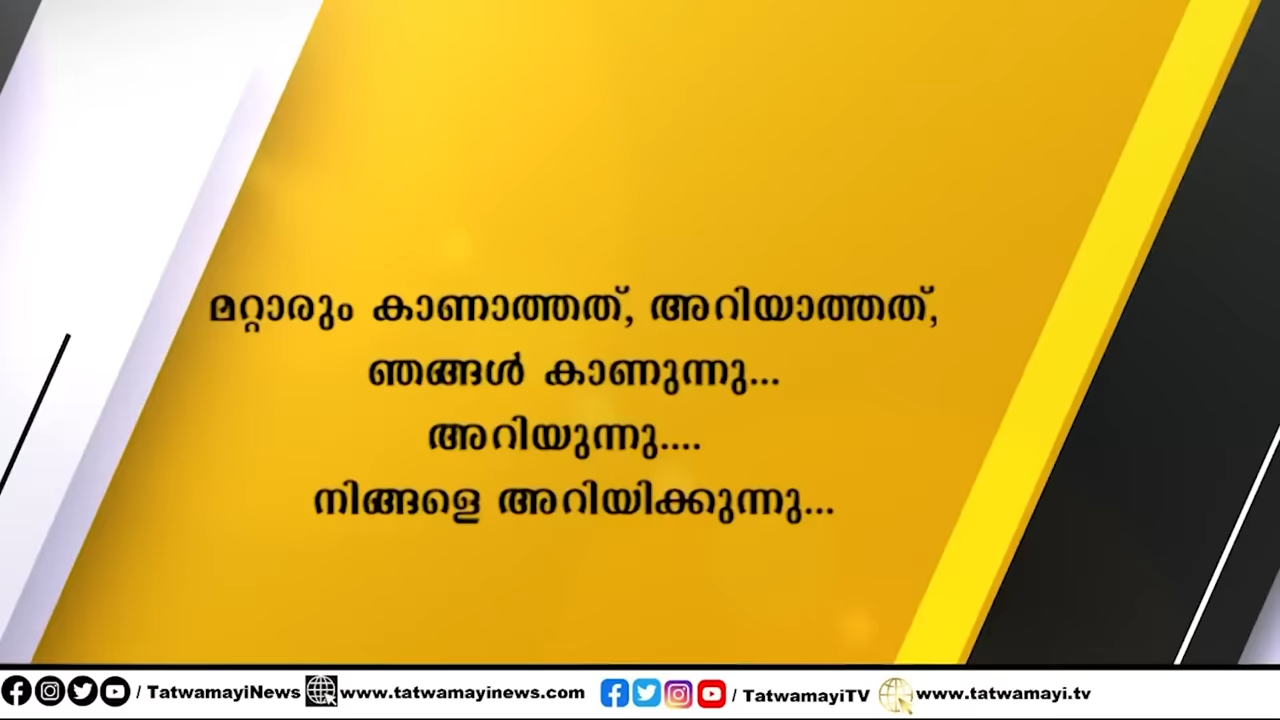 മറ്റാരും കാണാത്തത്, അറിയാത്തത്,
ഞങ്ങൾ കാണുന്നു...
അറിയുന്നു....
നിങ്ങളെ അറിയിക്കുന്നു...
/ TatwamayiNews www.tatwamayinews.com / TatwamayiTV www.tatwamayi.tv